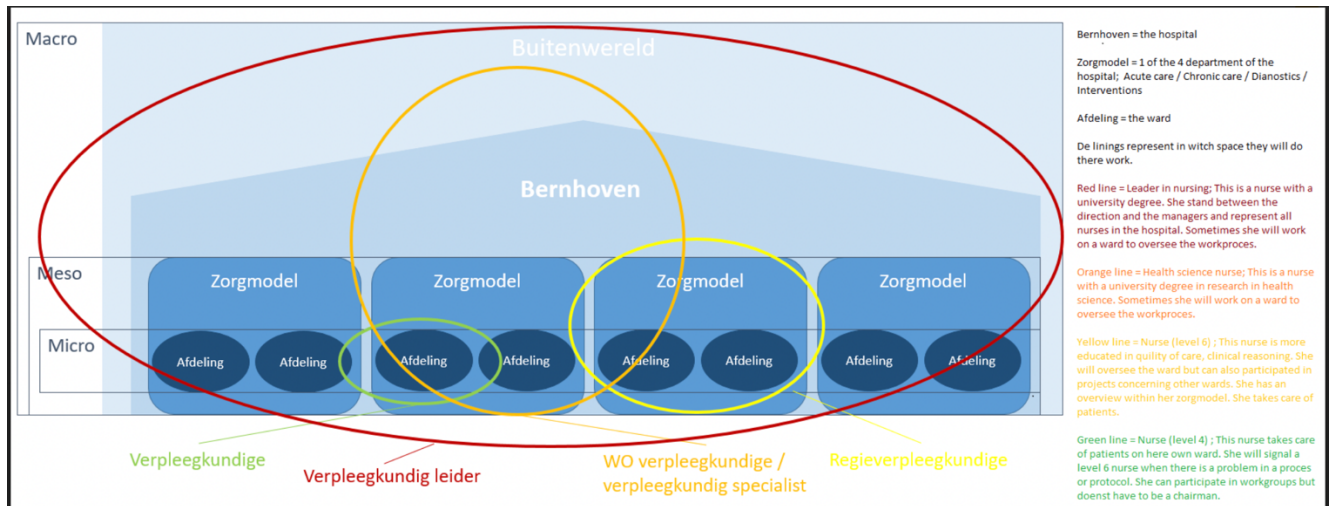 Macro
Buitenwereld
Bernhoven
Meso
Zorgmodel
Zorgmodel
Zorgmodel
Zorgmodel
Micro
Afdeling
Afdeling
Afdeling
Afdeling
Afdeling
Afdeling
Afdeling
Afdeling
Verpleegkundige
Verpleegkundig leider
WO verpleegkundige /
verpleegkundig specialist
Regieverpleegkundige
Bernhoven = the hospital
Zorgmodel = 1 of the 4 department of the
hospital; Acute care / Chronic care / Dianostics /
Interventions
Afdeling = the ward
De linings represent in witch space they will do
there work.
Red line = Leader in nursing; This is a nurse with a
university degree. She stand between the
direction and the managers and represent all
nurses in the hospital. Sometimes she will work
on a ward to oversee the workproces.
Orange line = Health science nurse; This is a nurse
with a university degree in research in health
science. Sometimes she will work on a ward to
oversee the workproces.
Yellow line = Nurse (level 6) ; This nurse is more
educated in quility of care, clinical reasoning. She
will oversee the ward but can also participated in
projects concerning other wards. She has an
overview within her zorgmodel. She takes care of
patients.
Green line = Nurse (level 4) ; This nurse takes care
of patients on here own ward. She will signal a
level 6 nurse when there is a problem in a proces
or protocol. She can participate in workgroups but
doenst have to be a chairman.